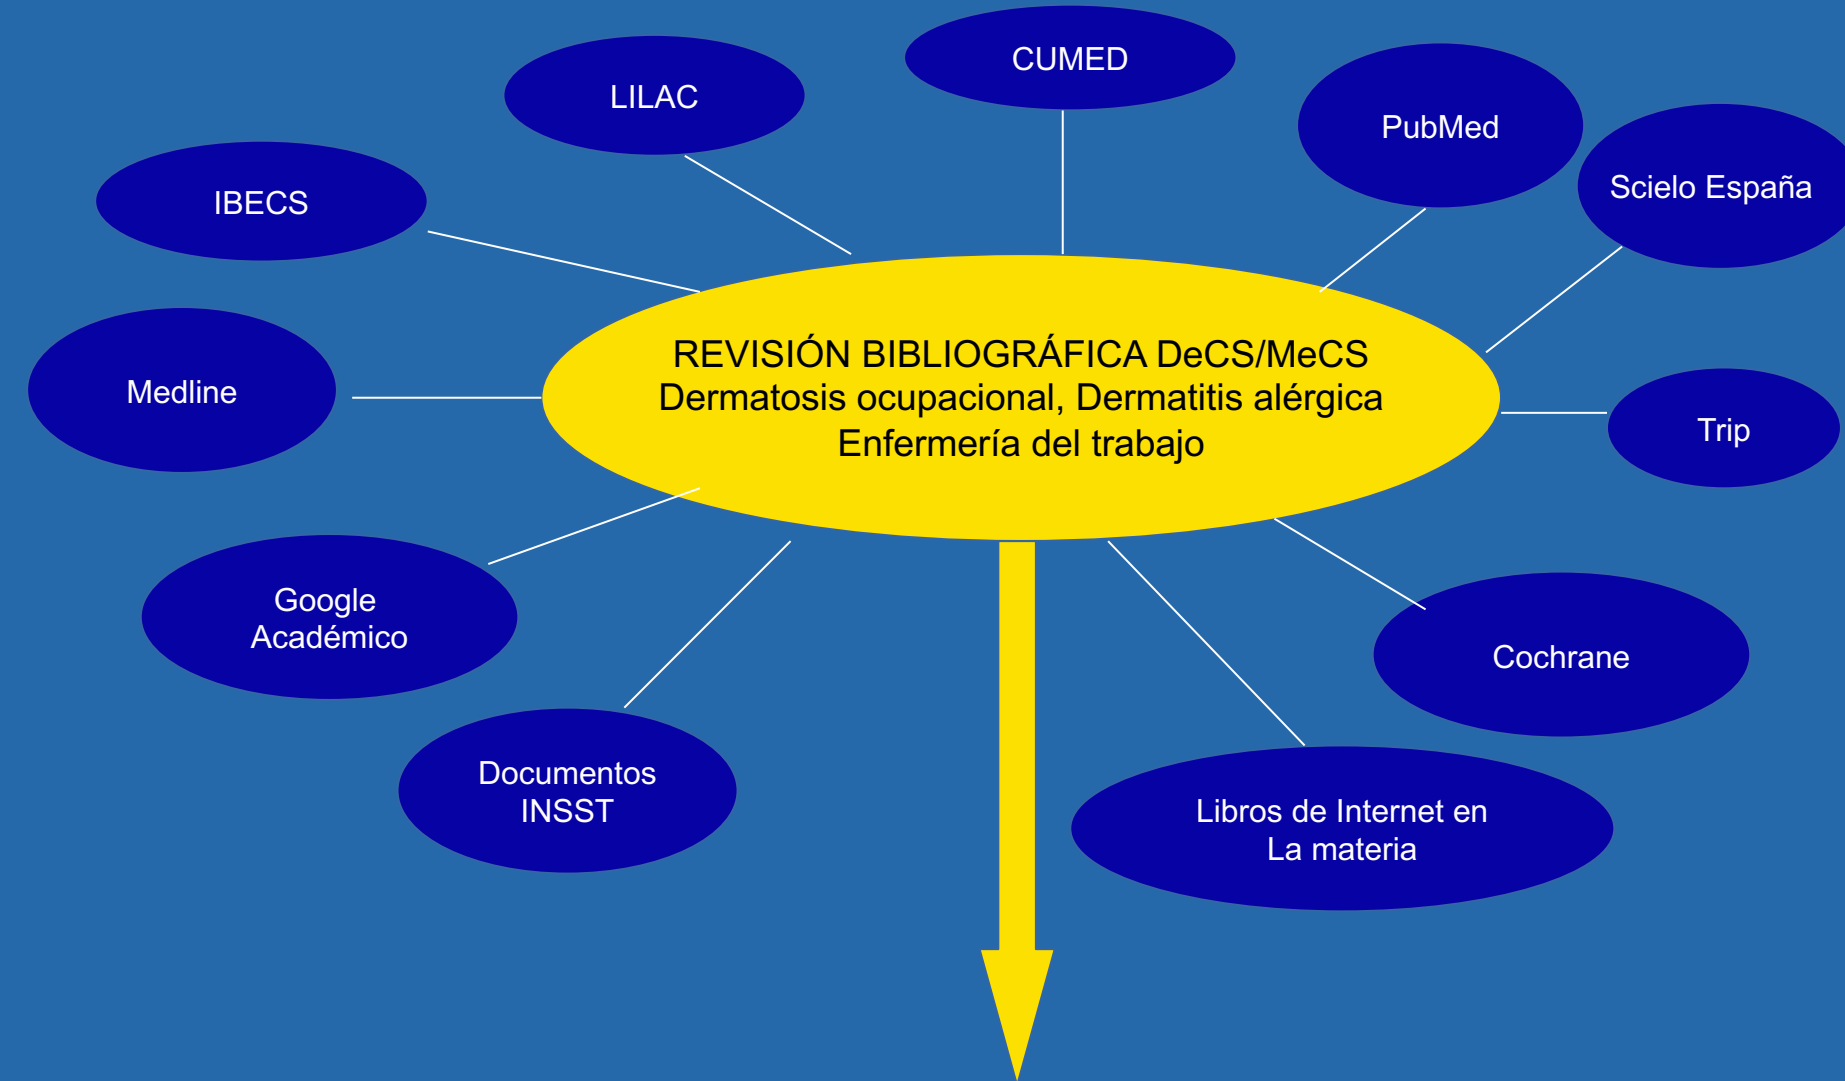 CUMED
LILAC
PubMed
Scielo España
IBECS
REVISIÓN BIBLIOGRÁFICA DeCS/MeCS
Dermatosis ocupacional, Dermatitis alérgica
Enfermería del trabajo
Medline
Trip
Google
Académico
Cochrane
Documentos
INSST
Libros de Internet en
La materia